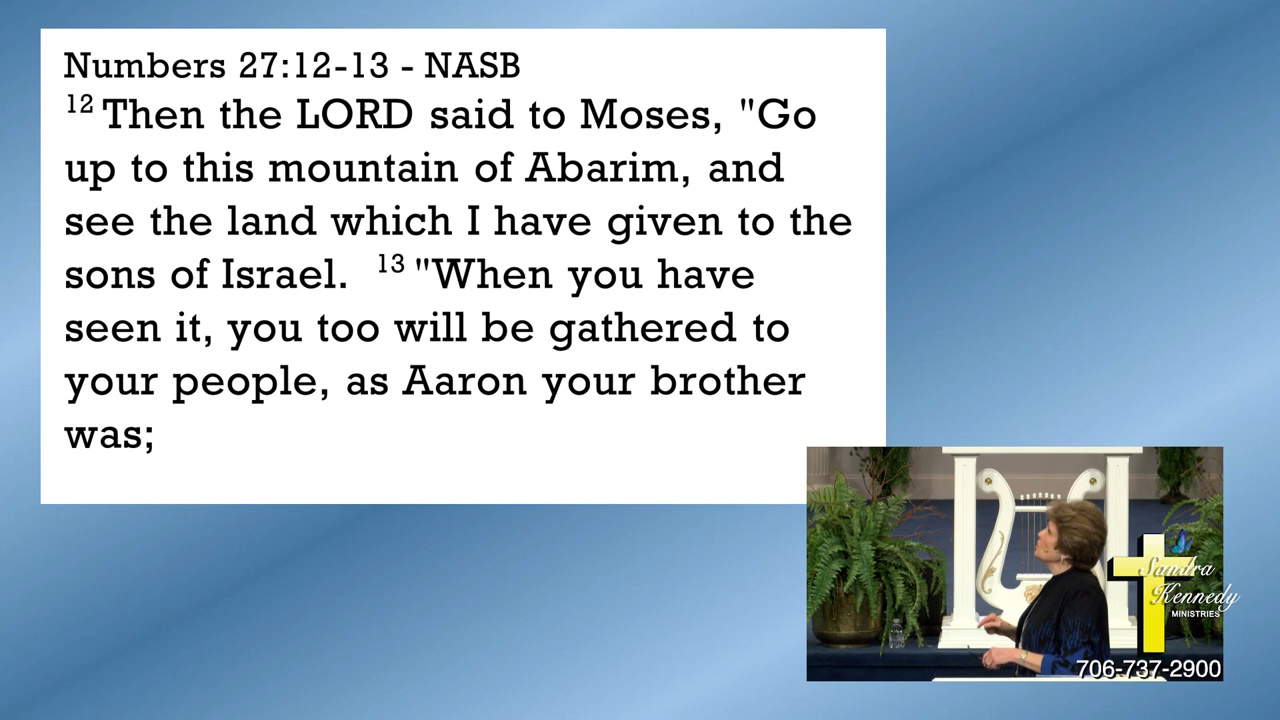 Numbers 27:12-13 - NASB
12 Then the LORD said to Moses, "Go
up to this mountain of Abarim, and
see the land which I have given to the
sons of Israel. 13 "When you have
seen it, you too will be gathered to
your people, as Aaron your brother
was;
Sandra
Kennedy
MINISTRIES
706-737-2900